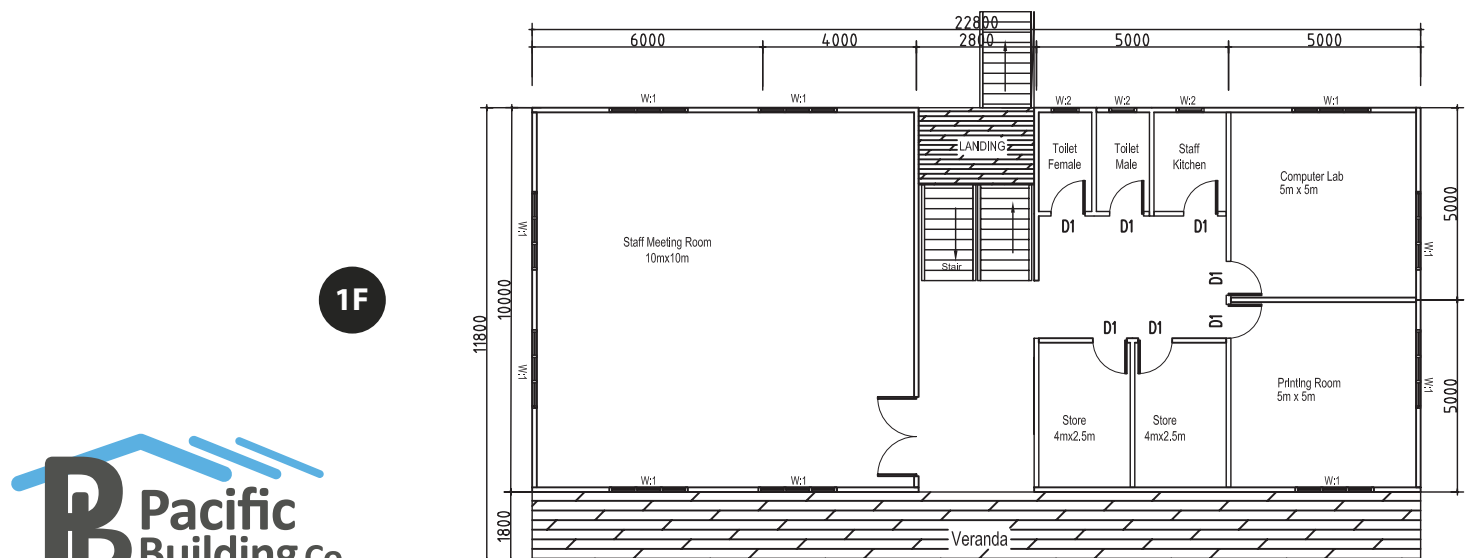 22800
6000
4000
2800
5000
5000
W:1
W:1
W:2
W:2
W:2
W:1
LANDING
Toilet
Female
Toilet
Male
Staff
Kitchen
Computer Lab
5m x 5m
5000
W:1
Staff Meeting Room
10mx10m
W:1
D1
D1
D1
Stair
D1
W:1
1F
10000
11800
D1
D1
D1
Printing Room
5m x 5m
W:1
5000
W:1
Store
4mx2.5m
Store
4mx2.5m
W:1
W:1
W:1
1800
Veranda
Pacific
Building Co